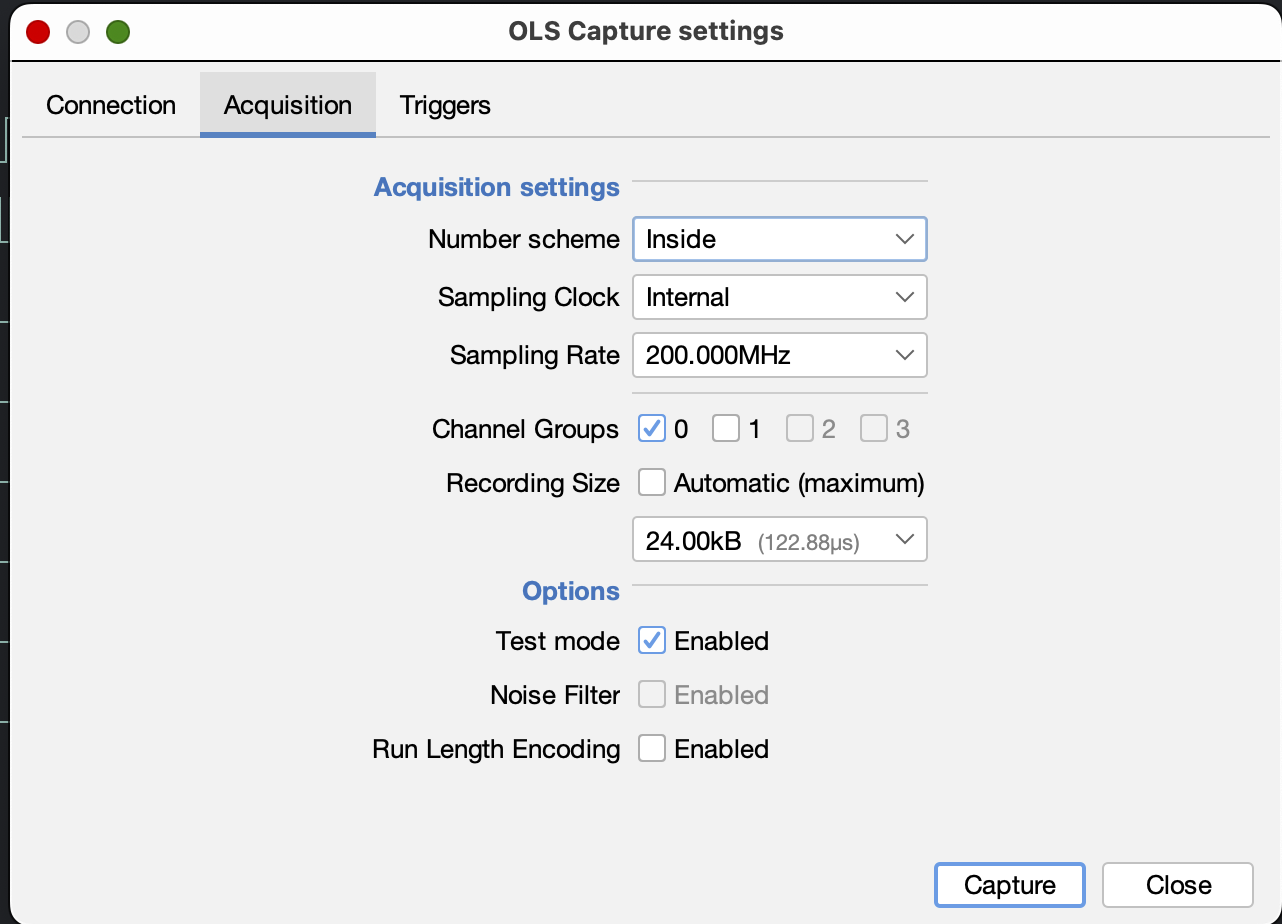 OLS Capture settings
Connection Acquisition Triggers
Acquisition settings
Number scheme Inside
Sampling Clock Internal
Sampling Rate 200.000MHz
Channel Groups 0 1 2 3
Recording Size Automatic (maximum)
24.00kB (122.88µs)
Options
Test mode Enabled
Noise Filter Enabled
Run Length Encoding Enabled
Capture Close